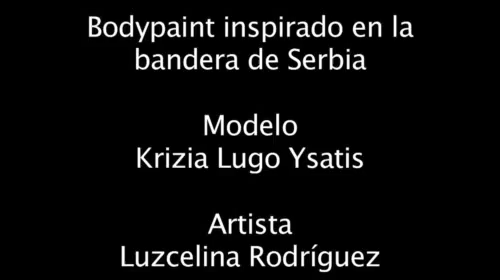 Bodypaint inspirado en la
bandera de Serbia
Modelo
Krizia Lugo Ysatis
Artista
Luzcelina Rodríguez